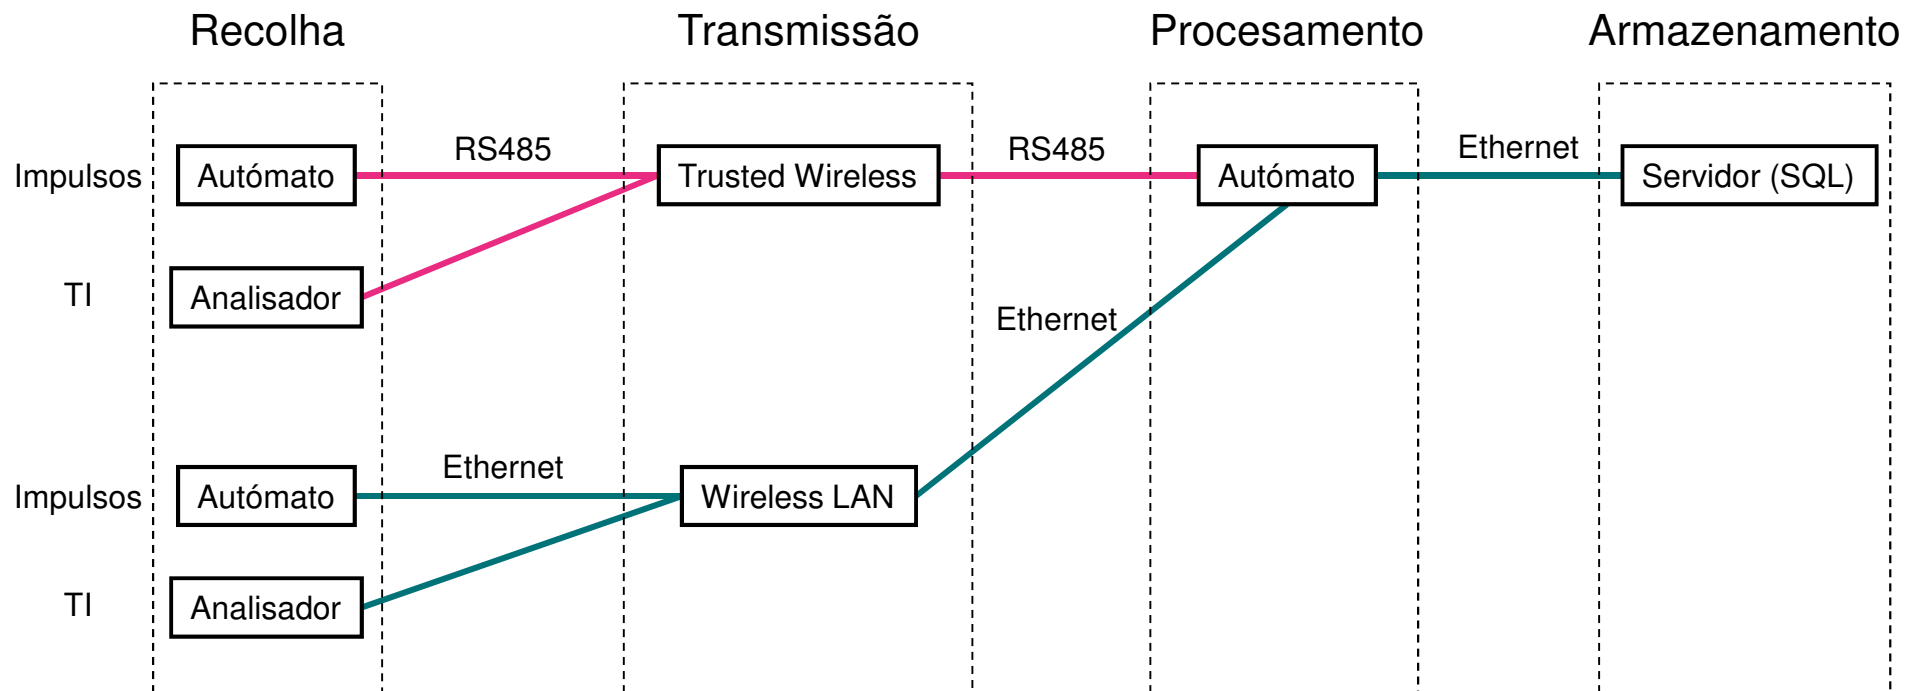 Recolha
Transmissão
Procesamento
Armazenamento
RS485
RS485
Ethernet
Impulsos
Autómato
Trusted Wireless
Autómato
Servidor (SQL)
TI
Analisador
Ethernet
Ethernet
Impulsos
Autómato
Wireless LAN
TI
Analisador